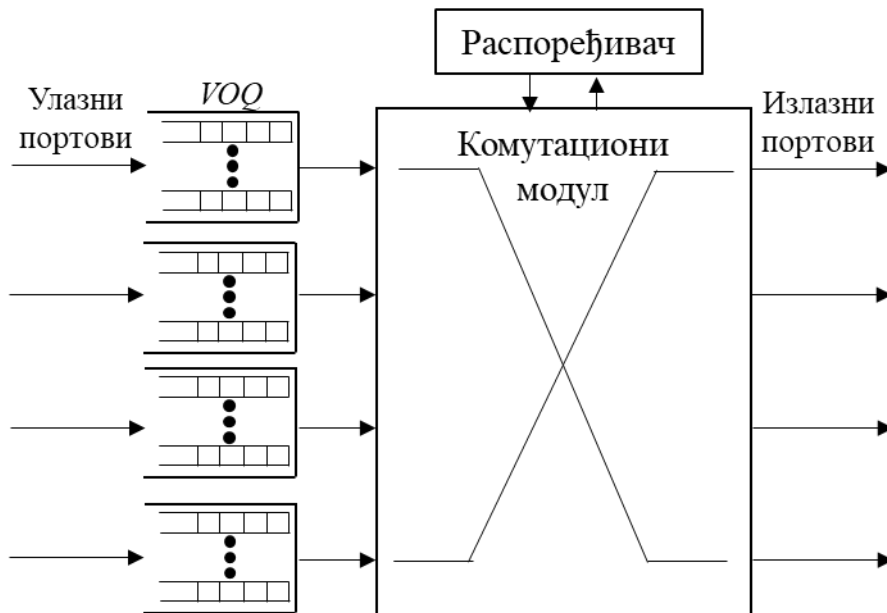 Распоређивач
Улазни
портови
VOQ
Комутациони
модул
Излазни
портови